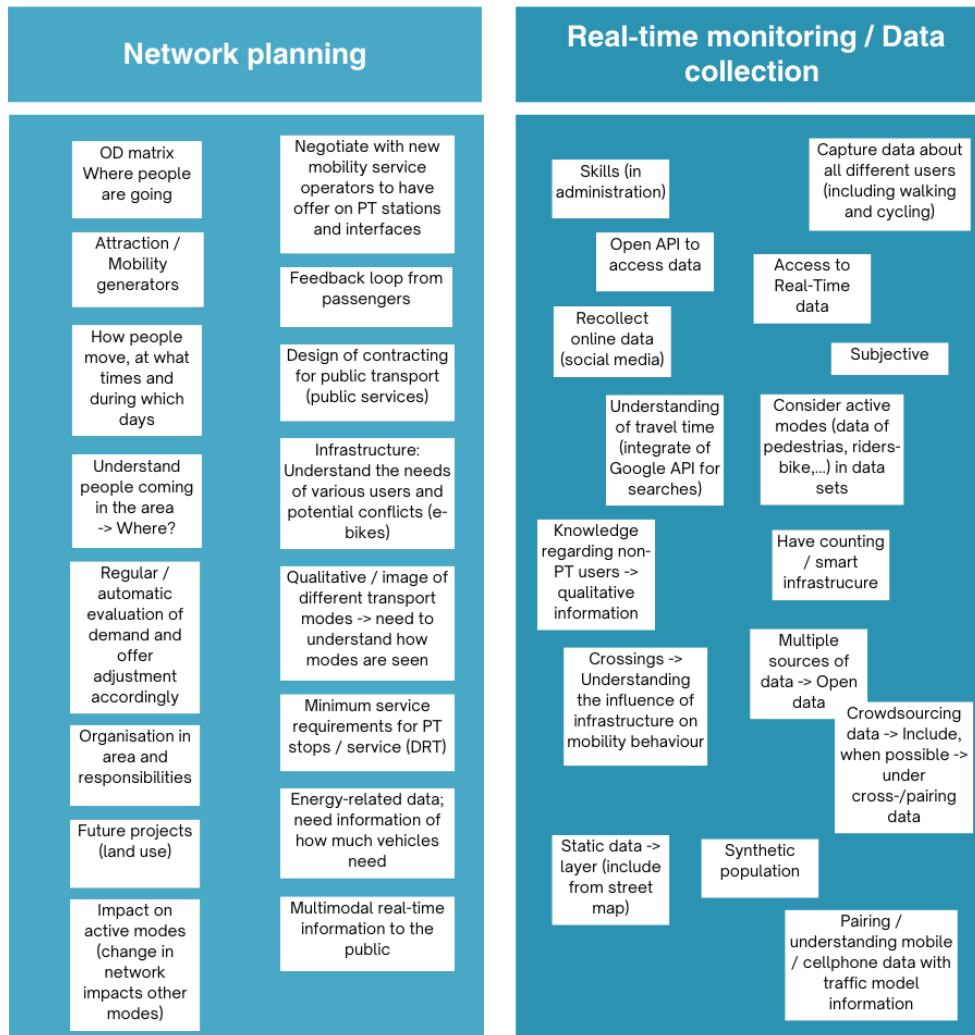 Network planning
OD matrix
Where people
are going
Attraction /
Mobility
generators
How people
move, at what
times and
during which
days
Understand
people coming
in the area
-> Where?
Regular /
automatic
evaluation of
demand and
offer
adjustment
accordingly
Organisation in
area and
responsibilities
Future projects
(land use)
Impact on
active modes
(change in
network
impacts other
modes)
Negotiate with new
mobility service
operators to have
offer on PT stations
and interfaces
Feedback loop from
passengers
Design of contracting
for public transport
(public services)
Infrastructure:
Understand the needs
of various users and
potential conflicts (e-
bikes)
Qualitative / image of
different transport
modes -> need to
understand how
modes are seen
Minimum service
requirements for PT
stops / service (DRT)
Energy-related data;
need information of
how much vehicles
need
Multimodal real-time
information to the
public
Real-time monitoring / Data
collection
Skills (in
administration)
Capture data about
all different users
(including walking
and cycling)
Open API to
access data
Access to
Real-Time
data
Recollect
online data
(social media)
Subjective
Understanding
of travel time
(integrate of
Google API for
searches)
Consider active
modes (data of
pedestrias, riders-
bike,...) in data
sets
Knowledge
regarding non-
PT users ->
qualitative
information
Have counting
/ smart
infrastrucure
Crossings ->
Understanding
the influence of
infrastructure on
mobility behaviour
Multiple
sources of
data -> Open
data
Crowdsourcing
data -> Include,
when possible ->
under
cross-/pairing
data
Static data ->
layer (include
from street
map)
Synthetic
population
Pairing /
understanding mobile
/ cellphone data with
traffic model
information